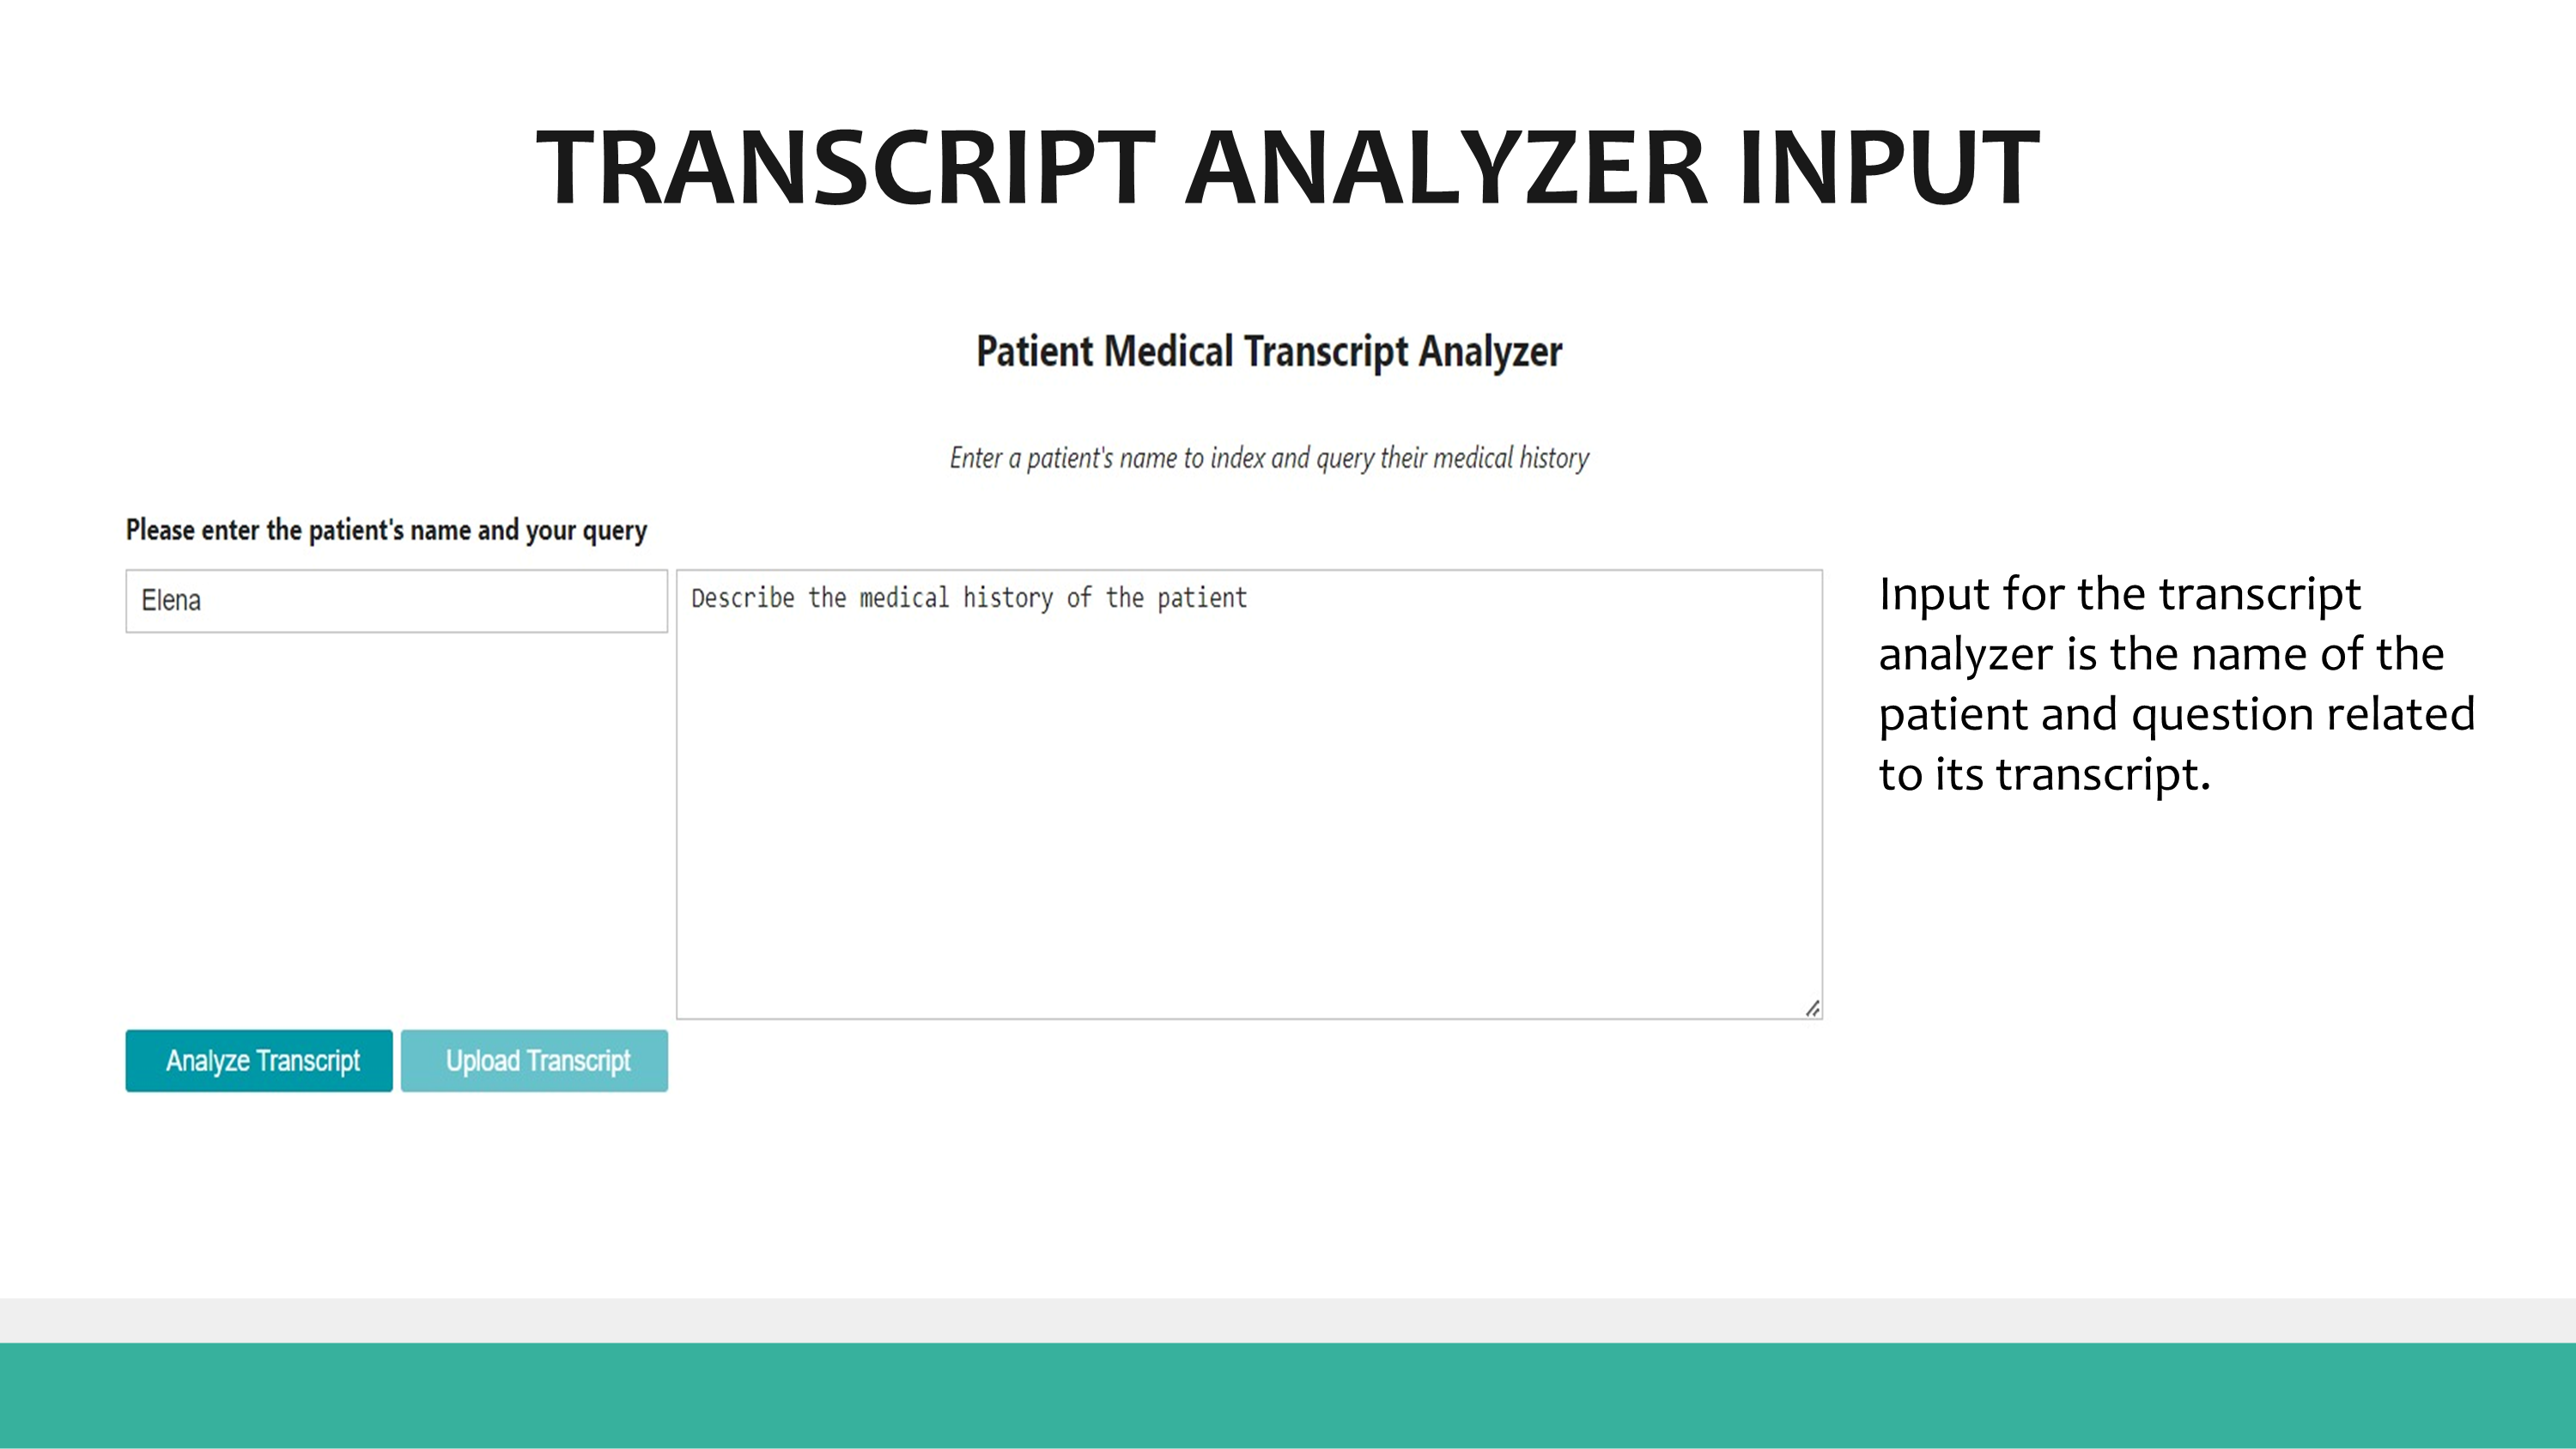 TRANSCRIPT ANALYZER INPUT
Patient Medical Transcript Analyzer
Enter a patient's name to index and query their medical history
Please enter the patient's name and your query
Elena
Describe the medical history of the patient
Input for the transcript
analyzer is the name of the
patient and question related
to its transcript.
Analyze Transcript
Upload Transcript